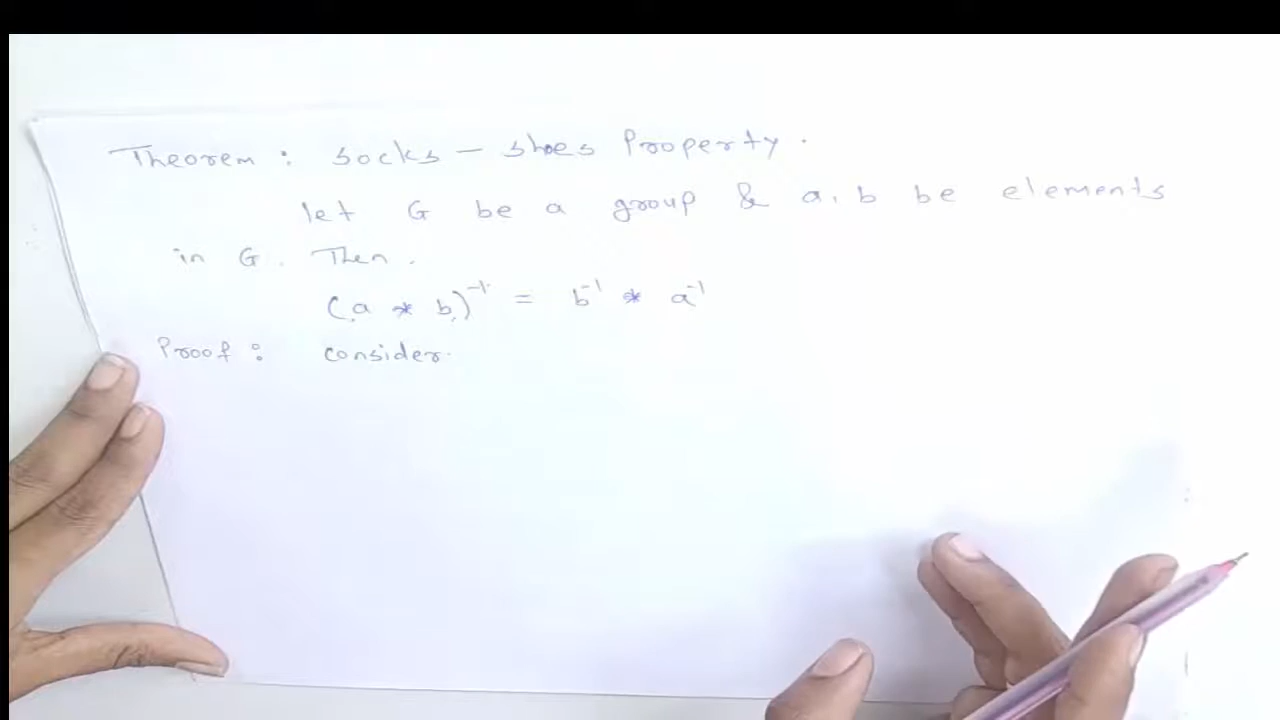 Theorem : socks - shoes Property.
let G be a group & a, b be elements
in G. Then.
(a * b)⁻¹ = b⁻¹ * a⁻¹
Proof : consider